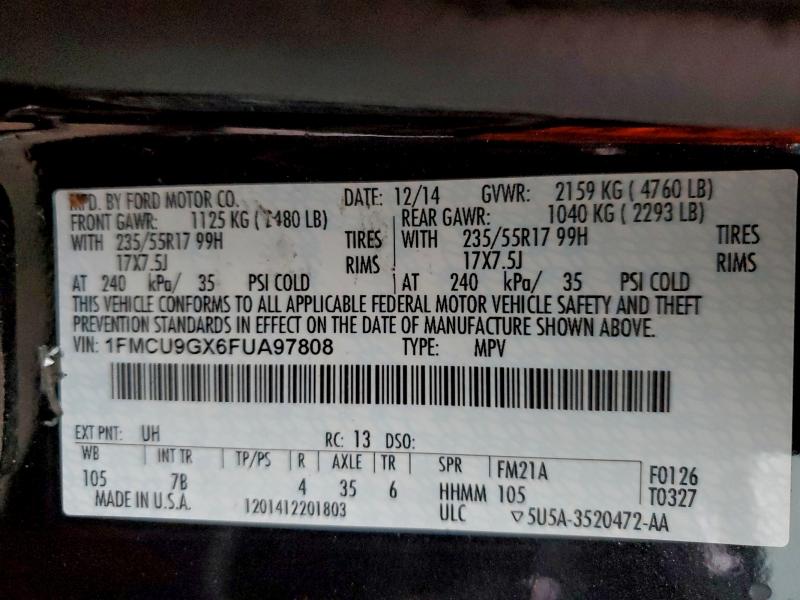 MFD. BY FORD MOTOR CO. DATE: 12/14 GVWR: 2159 KG ( 4760 LB)
FRONT GAWR: 1125 KG ( 2480 LB) REAR GAWR: 1040 KG ( 2293 LB)
WITH 235/55R17 99H TIRES WITH 235/55R17 99H TIRES
17X7.5J RIMS 17X7.5J RIMS
AT 240 kPa/ 35 PSI COLD AT 240 kPa/ 35 PSI COLD
THIS VEHICLE CONFORMS TO ALL APPLICABLE FEDERAL MOTOR VEHICLE SAFETY AND THEFT
PREVENTION STANDARDS IN EFFECT ON THE DATE OF MANUFACTURE SHOWN ABOVE.
VIN: 1FMCU9GX6FUA97808 TYPE: MPV
EXT PNT: UH RC: 13 DSO:
WB INT TR TP/PS R AXLE TR SPR FM21A F0126
105 7B 4 35 6 HHMM 105 T0327
MADE IN U.S.A. 1201412201803 ULC ▽5U5A-3520472-AA